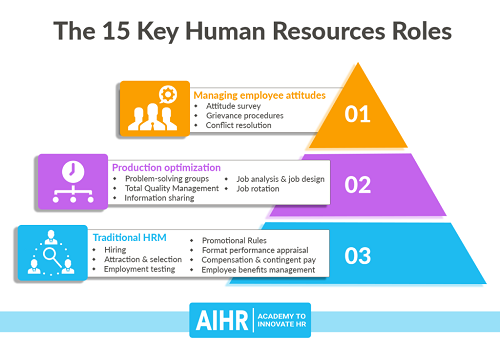 The 15 Key Human Resources Roles
Managing employee attitudes
• Attitude survey
• Grievance procedures
• Conflict resolution
01
Production optimization
• Problem-solving groups
• Total Quality Management
• Information sharing
• Job analysis & job design
• Job rotation
02
Traditional HRM
• Hiring
• Attraction & selection
• Employment testing
• Promotional Rules
• Format performance appraisal
• Compensation & contingent pay
• Employee benefits management
03
AIHR
ACADEMY TO
INNOVATE HR